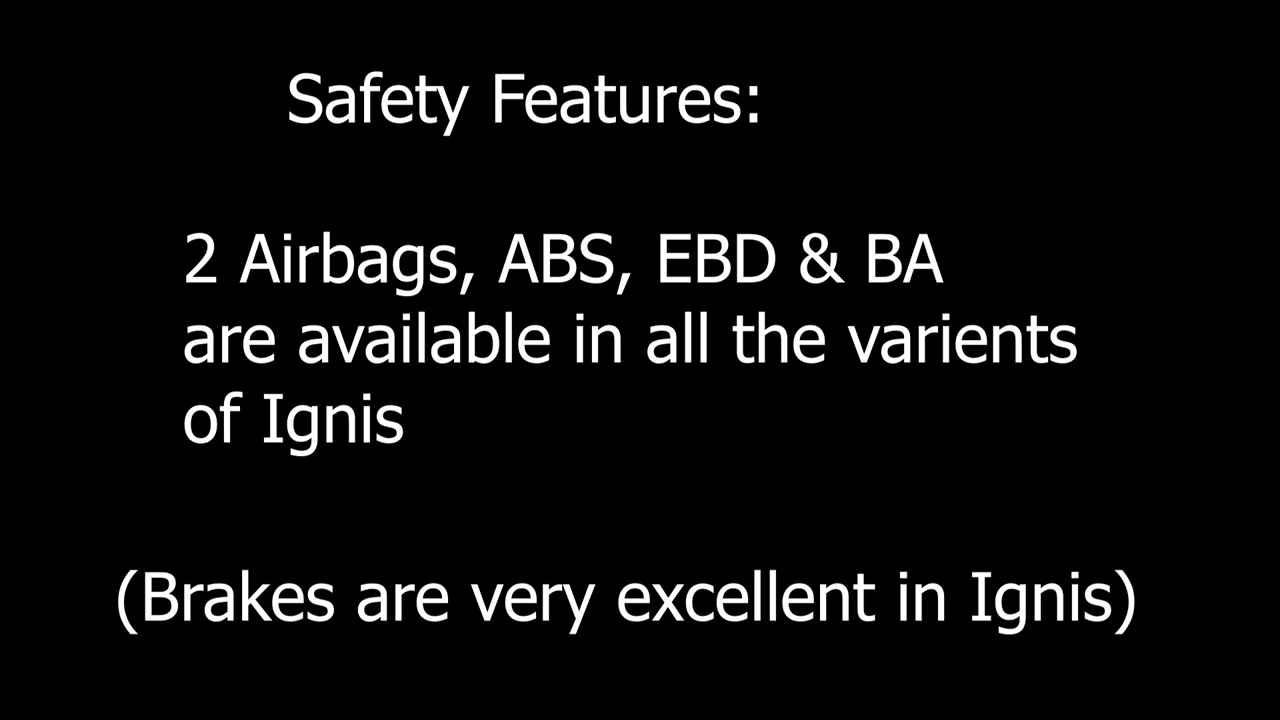 Safety Features:
2 Airbags, ABS, EBD & BA
are available in all the varients
of Ignis
(Brakes are very excellent in Ignis)